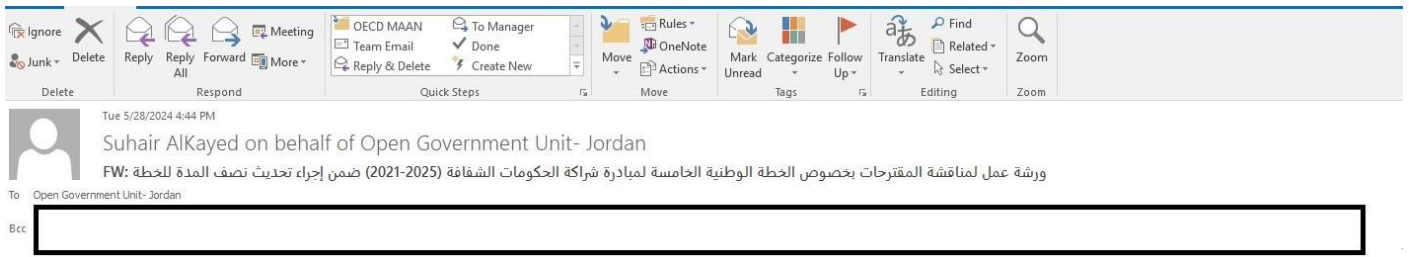 Ignore
Junk
Delete
Reply
Reply All
Forward
Meeting
More
OECD MAAN
Team Email
Reply & Delete
To Manager
Done
Create New
Move
Rules
OneNote
Actions
Mark Unread
Categorize
Follow Up
Translate
Find
Related
Select
Zoom
Delete
Respond
Quick Steps
Move
Tags
Editing
Zoom
Tue 5/28/2024 4:44 PM
Suhair AlKayed on behalf of Open Government Unit- Jordan
FW: ورشة عمل لمناقشة المقترحات بخصوص الخطة الوطنية الخامسة لمبادرة شراكة الحكومات الشفافة (2021-2025) ضمن إجراء تحديث نصف المدة للخطة
To Open Government Unit- Jordan
Bcc